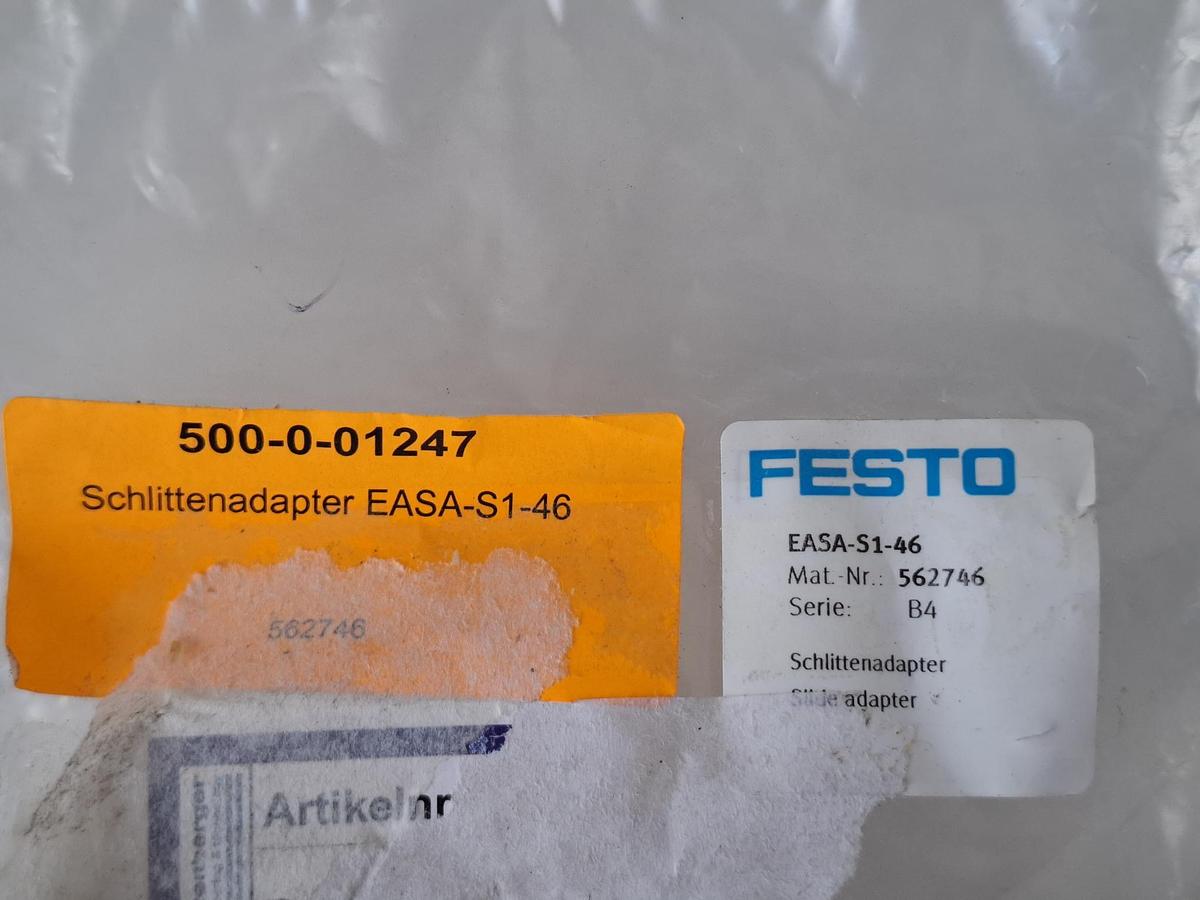 500-0-01247
Schlittenadapter EASA-S1-46
562746
FESTO
EASA-S1-46
Mat.-Nr.: 562746
Serie: B4
Schlittenadapter
Slide adapter
Artikelnr